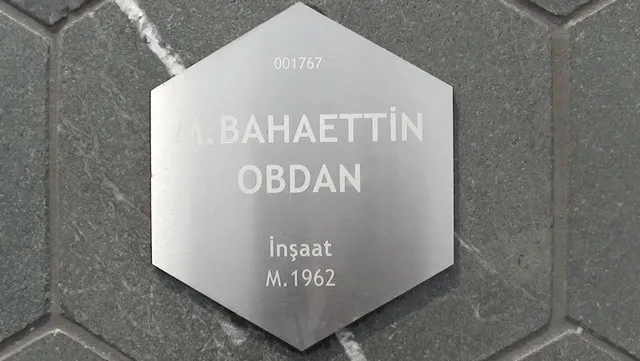 001767
M.BAHAETTİN
OBDAN
İnşaat
M.1962